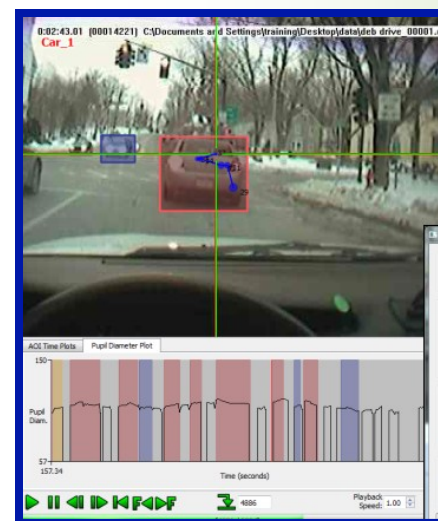 0:02:43.01 [00014221] C:\Documents and Settings\training\Desktop\data\deb drive_00001.
Car_1
AOI Time Plots
Pupil Diameter Plot
150
Pupil
Diam.
57
157.34
Time (seconds)
4886
Playback
Speed: 1.00